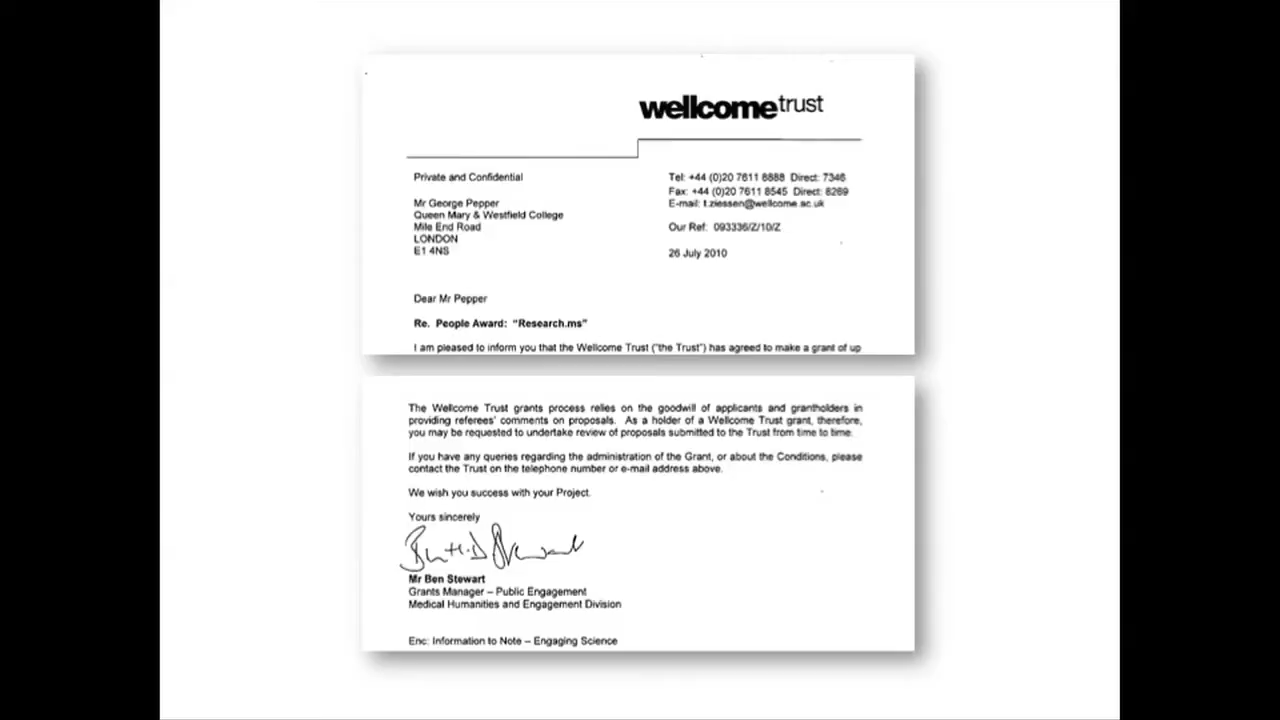 wellcometrust
Private and Confidential
Mr George Pepper
Queen Mary & Westfield College
Mile End Road
LONDON
E1 4NS
Tel: +44 (0)20 7611 8888 Direct: 7346
Fax: +44 (0)20 7611 8545 Direct: 8269
E-mail: t.ziessen@wellcome.ac.uk
Our Ref: 093336/Z/10/Z
26 July 2010
Dear Mr Pepper
Re. People Award: “Research.ms”
I am pleased to inform you that the Wellcome Trust (“the Trust”) has agreed to make a grant of up
The Wellcome Trust grants process relies on the goodwill of applicants and grantholders in
providing referees' comments on proposals. As a holder of a Wellcome Trust grant, therefore,
you may be requested to undertake review of proposals submitted to the Trust from time to time.
If you have any queries regarding the administration of the Grant, or about the Conditions, please
contact the Trust on the telephone number or e-mail address above.
We wish you success with your Project.
Yours sincerely
Mr Ben Stewart
Grants Manager – Public Engagement
Medical Humanities and Engagement Division
Enc: Information to Note – Engaging Science